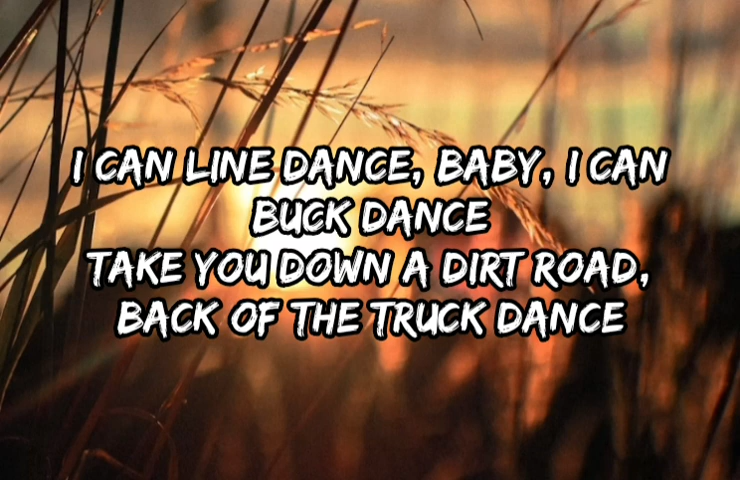 I CAN LINE DANCE, BABY, I CAN
BUCK DANCE
TAKE YOU DOWN A DIRT ROAD,
BACK OF THE TRUCK DANCE